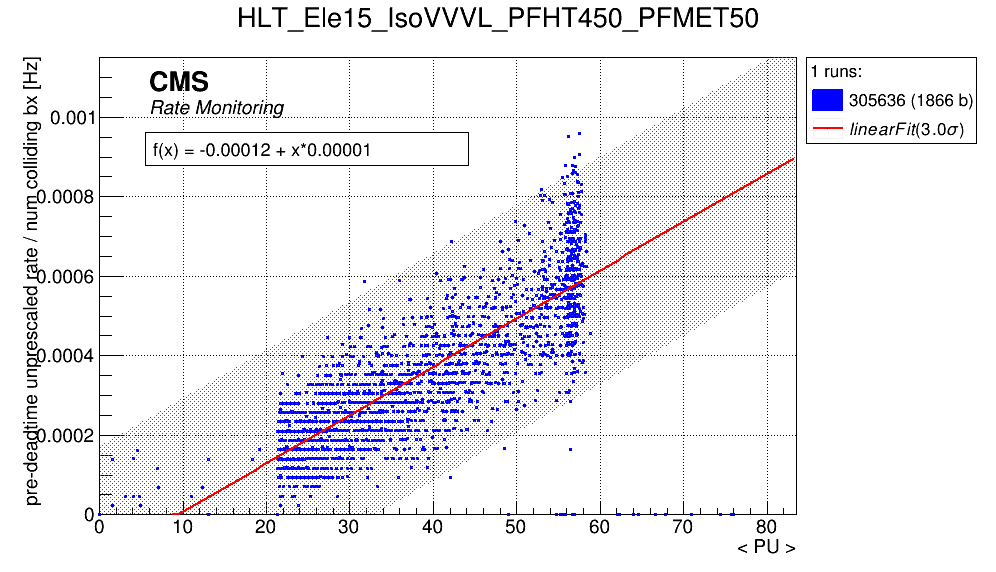 HLT_Ele15_IsoVVVL_PFHT450_PFMET50
pre-deadtime unprescaled rate / num colliding bx [Hz]
CMS
Rate Monitoring
f(x) = -0.00012 + x*0.00001
0.001
0.0008
0.0006
0.0004
0.0002
0
0 10 20 30 40 50 60 70 80
< PU >
1 runs:
305636 (1866 b)
linearFit(3.0σ)